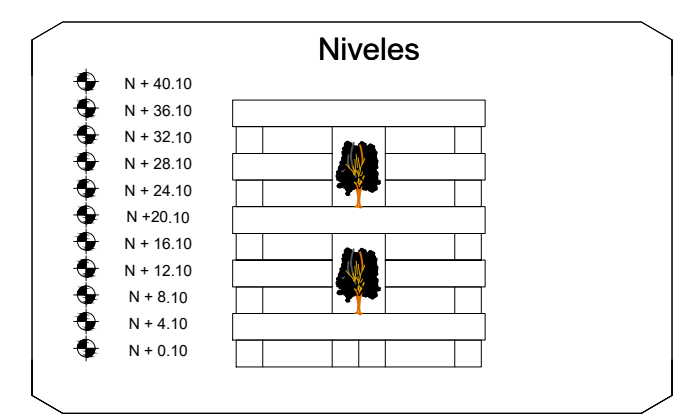 Niveles
N + 40.10
N + 36.10
N + 32.10
N + 28.10
N + 24.10
N +20.10
N + 16.10
N + 12.10
N + 8.10
N + 4.10
N + 0.10